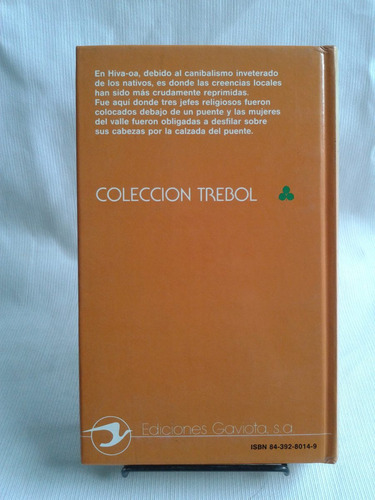 En Hiva-oa, debido al canibalismo inveterado
de los nativos, es donde las creencias locales
han sido más crudamente reprimidas.
Fue aquí donde tres jefes religiosos fueron
colocados debajo de un puente y las mujeres
del valle fueron obligadas a desfilar sobre
sus cabezas por la calzada del puente.
COLECCION TREBOL
Ediciones Gaviota, s.a
ISBN 84-392-8014-9